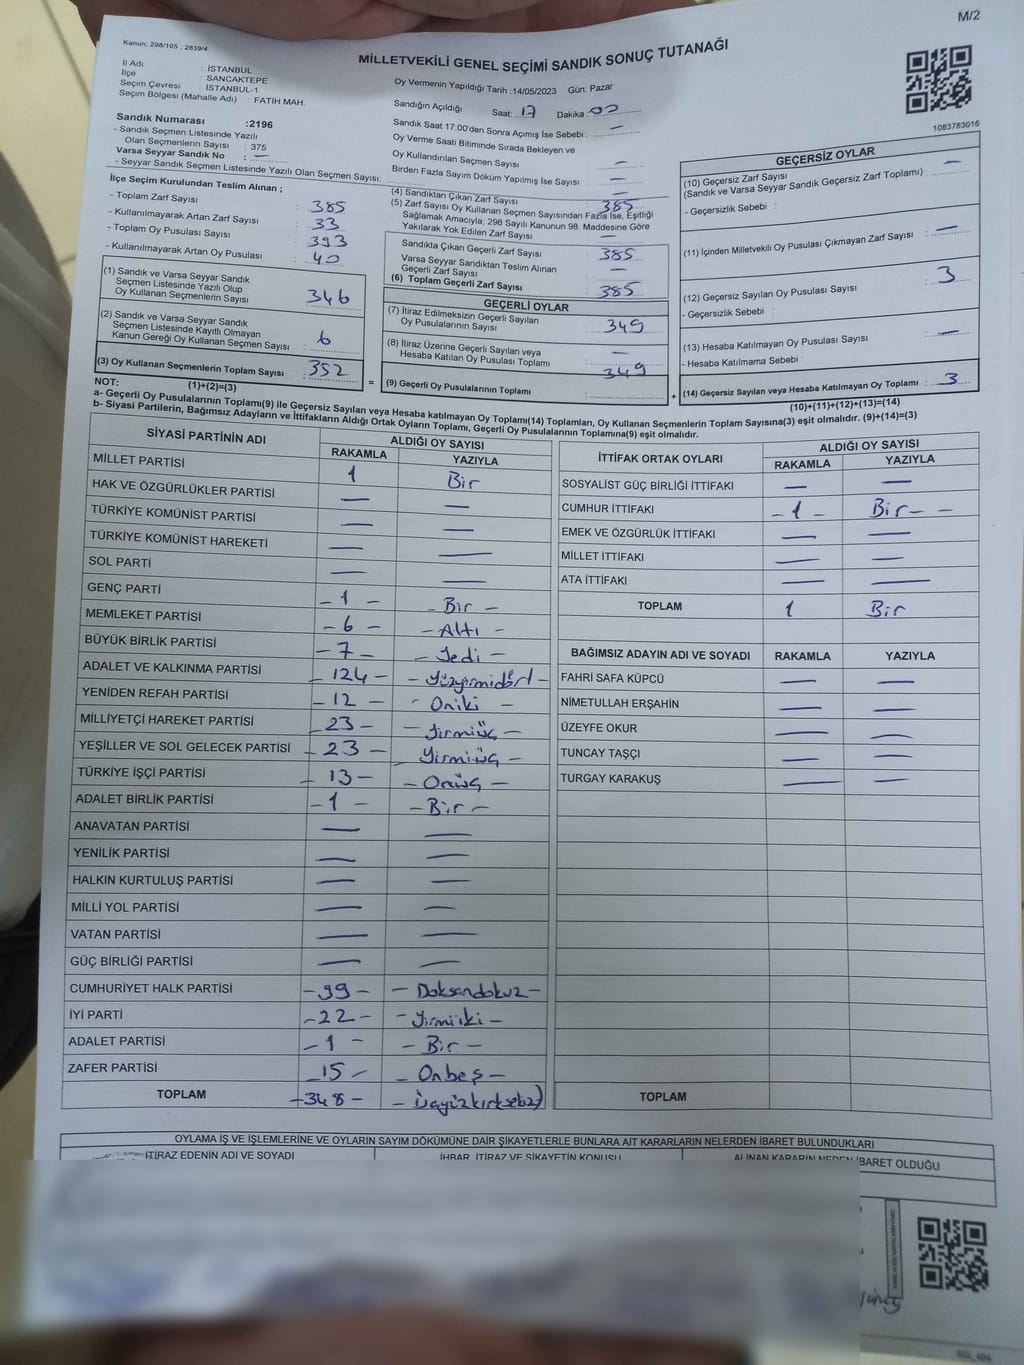 M/2
Kanun: 298/105 , 2839/4
MİLLETVEKİLİ GENEL SEÇİMİ SANDIK SONUÇ TUTANAĞI
İl Adı : İSTANBUL
İlçe : SANCAKTEPE
Seçim Çevresi : İSTANBUL-1
Seçim Bölgesi (Mahalle Adı) : FATİH MAH.
Sandık Numarası :2196
- Sandık Seçmen Listesinde Yazılı
Olan Seçmenlerin Sayısı : 375
Varsa Seyyar Sandık No : —
- Seyyar Sandık Seçmen Listesinde Yazılı Olan Seçmen Sayısı:
İlçe Seçim Kurulundan Teslim Alınan ;
- Toplam Zarf Sayısı : 385
- Kullanılmayarak Artan Zarf Sayısı : 33
- Toplam Oy Pusulası Sayısı : 393
- Kullanılmayarak Artan Oy Pusulası : 40
(1) Sandık ve Varsa Seyyar Sandık
Seçmen Listesinde Yazılı Olup
Oy Kullanan Seçmenlerin Sayısı : 346
(2) Sandık ve Varsa Seyyar Sandık
Seçmen Listesinde Kayıtlı Olmayan
Kanun Gereği Oy Kullanan Seçmen Sayısı : 6
(3) Oy Kullanan Seçmenlerin Toplam Sayısı : 352
(1)+(2)=(3)
Oy Vermenin Yapıldığı Tarih :14/05/2023 Gün: Pazar
Sandığın Açıldığı Saat: 17 Dakika: 00
Sandık Saat 17.00'den Sonra Açımış İse Sebebi : —
Oy Verme Saati Bitiminde Sırada Bekleyen ve
Oy Kullandırılan Seçmen Sayısı : —
Birden Fazla Sayım Döküm Yapılmış İse Sayısı : —
(4) Sandıktan Çıkan Zarf Sayısı : 385
(5) Zarf Sayısı Oy Kullanan Seçmen Sayısından Fazla İse, Eşitliği
Sağlamak Amacıyla, 298 Sayılı Kanunun 98. Maddesine Göre
Yakılarak Yok Edilen Zarf Sayısı : —
Sandıkta Çıkan Geçerli Zarf Sayısı : 385
Varsa Seyyar Sandıktan Teslim Alınan
Geçerli Zarf Sayısı : —
(6) Toplam Geçerli Zarf Sayısı : 385
GEÇERLİ OYLAR
(7) İtiraz Edilmeksizin Geçerli Sayılan
Oy Pusulalarının Sayısı : 349
(8) İtiraz Üzerine Geçerli Sayılan veya
Hesaba Katılan Oy Pusulası Toplamı : —
349
= (9) Geçerli Oy Pusulalarının Toplamı : +
1083783016
GEÇERSİZ OYLAR
(10) Geçersiz Zarf Sayısı : —
(Sandık ve Varsa Seyyar Sandık Geçersiz Zarf Toplamı)
- Geçersizlik Sebebi :
(11) İçinden Milletvekili Oy Pusulası Çıkmayan Zarf Sayısı : —
(12) Geçersiz Sayılan Oy Pusulası Sayısı : 3
- Geçersizlik Sebebi :
(13) Hesaba Katılmayan Oy Pusulası Sayısı : —
- Hesaba Katılmama Sebebi :
(14) Geçersiz Sayılan veya Hesaba Katılmayan Oy Toplamı : 3
(10)+(11)+(12)+(13)=(14)
NOT:
a- Geçerli Oy Pusulalarının Toplamı(9) ile Geçersiz Sayılan veya Hesaba katılmayan Oy Toplamı(14) Toplamları, Oy Kullanan Seçmenlerin Toplam Sayısına(3) eşit olmalıdır.
b- Siyasi Partilerin, Bağımsız Adayların ve İttifakların Aldığı Ortak Oyların Toplamı, Geçerli Oy Pusulalarının Toplamına(9) eşit olmalıdır. (9)+(14)=(3)
SİYASİ PARTİNİN ADI ALDIĞI OY SAYISI
RAKAMLA YAZIYLA
MİLLET PARTİSİ 1 Bir
HAK VE ÖZGÜRLÜKLER PARTİSİ — —
TÜRKİYE KOMÜNİST PARTİSİ — —
TÜRKİYE KOMÜNİST HAREKETİ — —
SOL PARTİ — —
GENÇ PARTİ - 1 - - Bir -
MEMLEKET PARTİSİ - 6 - - Altı -
BÜYÜK BİRLİK PARTİSİ - 7 - - Yedi -
ADALET VE KALKINMA PARTİSİ - 124 - - Yüzyirmidört -
YENİDEN REFAH PARTİSİ - 12 - - Oniki -
MİLLİYETÇİ HAREKET PARTİSİ - 23 - - Yirmiüç -
YEŞİLLER VE SOL GELECEK PARTİSİ - 23 - Yirmiüç -
TÜRKİYE İŞÇİ PARTİSİ - 13 - - Onüç -
ADALET BİRLİK PARTİSİ - 1 - - Bir -
ANAVATAN PARTİSİ — —
YENİLİK PARTİSİ — —
HALKIN KURTULUŞ PARTİSİ — —
MİLLİ YOL PARTİSİ — —
VATAN PARTİSİ — —
GÜÇ BİRLİĞİ PARTİSİ — —
CUMHURİYET HALK PARTİSİ - 99 - - Doksandokuz -
İYİ PARTİ - 22 - - Yirmiiki -
ADALET PARTİSİ - 1 - - Bir -
ZAFER PARTİSİ - 15 - - Onbeş -
TOPLAM - 348 - - Üçyüzkırksekiz
İTTİFAK ORTAK OYLARI ALDIĞI OY SAYISI
RAKAMLA YAZIYLA
SOSYALİST GÜÇ BİRLİĞİ İTTİFAKI — —
CUMHUR İTTİFAKI - 1 - Bir - -
EMEK VE ÖZGÜRLÜK İTTİFAKI — —
MİLLET İTTİFAKI — —
ATA İTTİFAKI — —
TOPLAM 1 Bir
BAĞIMSIZ ADAYIN ADI VE SOYADI RAKAMLA YAZIYLA
FAHRİ SAFA KÜPCÜ — —
NİMETULLAH ERŞAHİN — —
ÜZEYFE OKUR — —
TUNCAY TAŞÇI — —
TURGAY KARAKUŞ — —
TOPLAM
OYLAMA İŞ VE İŞLEMLERİNE VE OYLARIN SAYIM DÖKÜMÜNE DAİR ŞİKAYETLERLE BUNLARA AİT KARARLARIN NELERDEN İBARET BULUNDUKLARI
İTİRAZ EDENİN ADI VE SOYADI İHBAR, İTİRAZ VE ŞİKAYETİN KONUSU ALINAN KARARIN NEDEN İBARET OLDUĞU